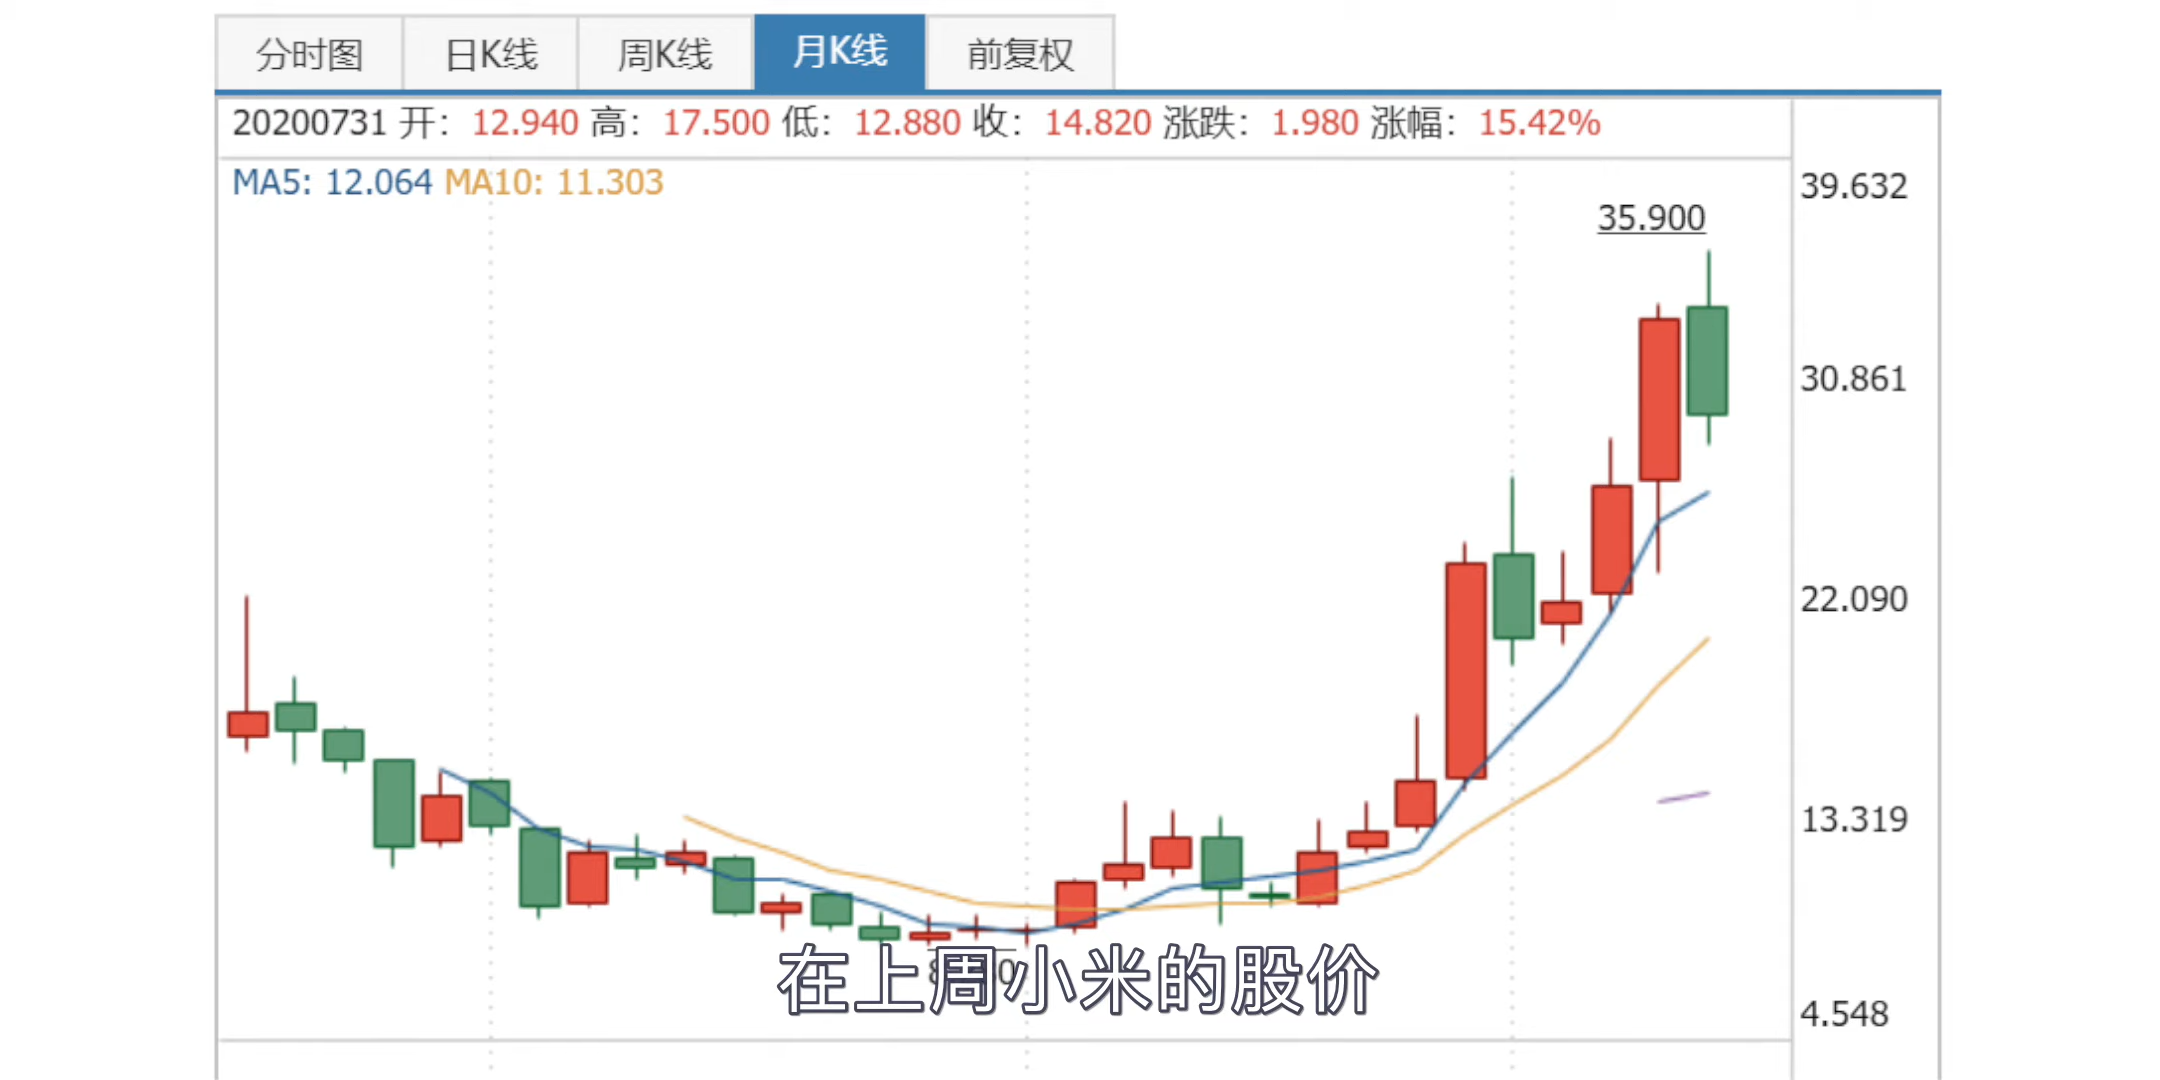 分时图 日K线 周K线 月K线 前复权
20200731 开: 12.940 高: 17.500 低: 12.880 收: 14.820 涨跌: 1.980 涨幅: 15.42%
MA5: 12.064 MA10: 11.303
39.632
35.900
30.861
22.090
13.319
在上周小米的股价
4.548